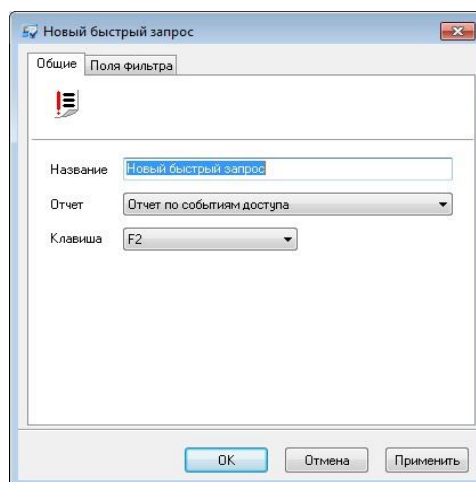 Новый быстрый запрос
Общие Поля фильтра
Название Новый быстрый запрос
Отчет Отчет по событиям доступа
Клавиша F2
OK Отмена Применить